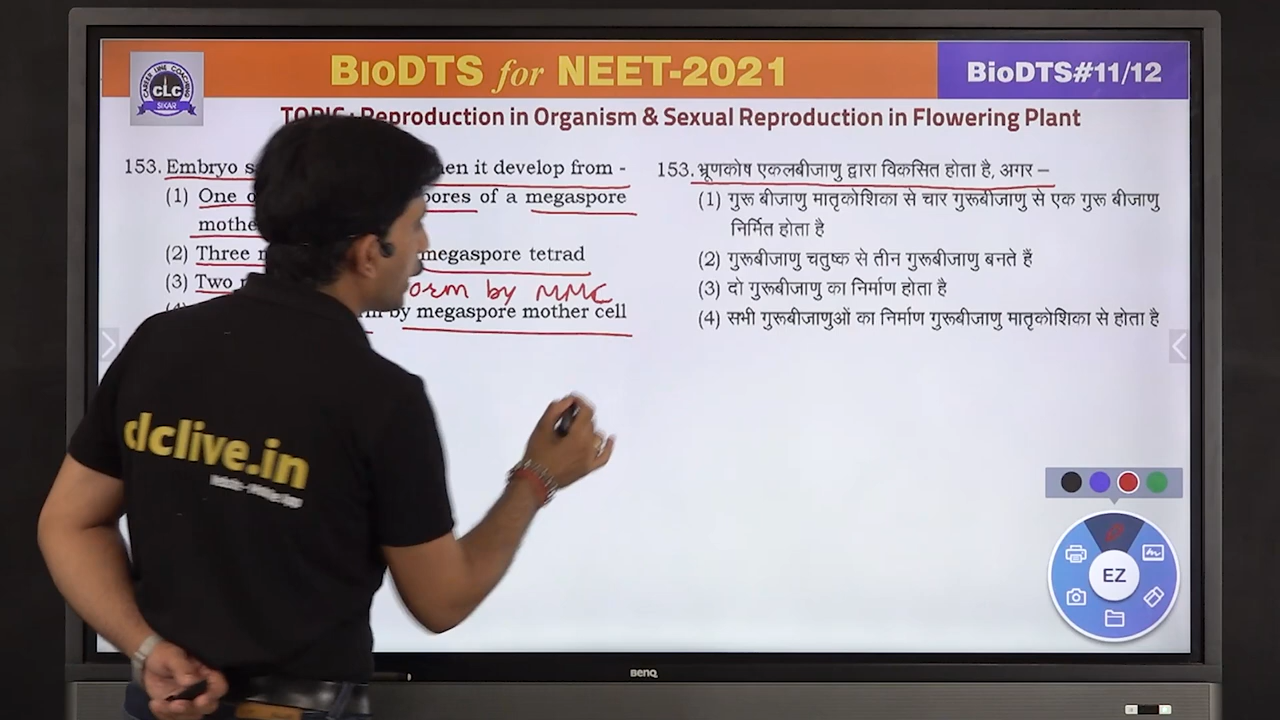 BIODTS for NEET-2021
BioDTS#11/12
CAREER LINE COACHING
CLC
SIKAR
TOPIC: Reproduction in Organism & Sexual Reproduction in Flowering Plant
153. Embryo s
en it develop from -
(1) One o
ores of a megaspore
mothe
(2) Three m
megaspore tetrad
(3) Two
orm by MMC
by megaspore mother cell
153. भ्रूणकोष एकलबीजाणु द्वारा विकसित होता है, अगर –
(1) गुरू बीजाणु मातृकोशिका से चार गुरूबीजाणु से एक गुरू बीजाणु
निर्मित होता है
(2) गुरूबीजाणु चतुष्क से तीन गुरूबीजाणु बनते हैं
(3) दो गुरूबीजाणु का निर्माण होता है
(4) सभी गुरूबीजाणुओं का निर्माण गुरूबीजाणु मातृकोशिका से होता है
clclive.in
EZ
BenQ